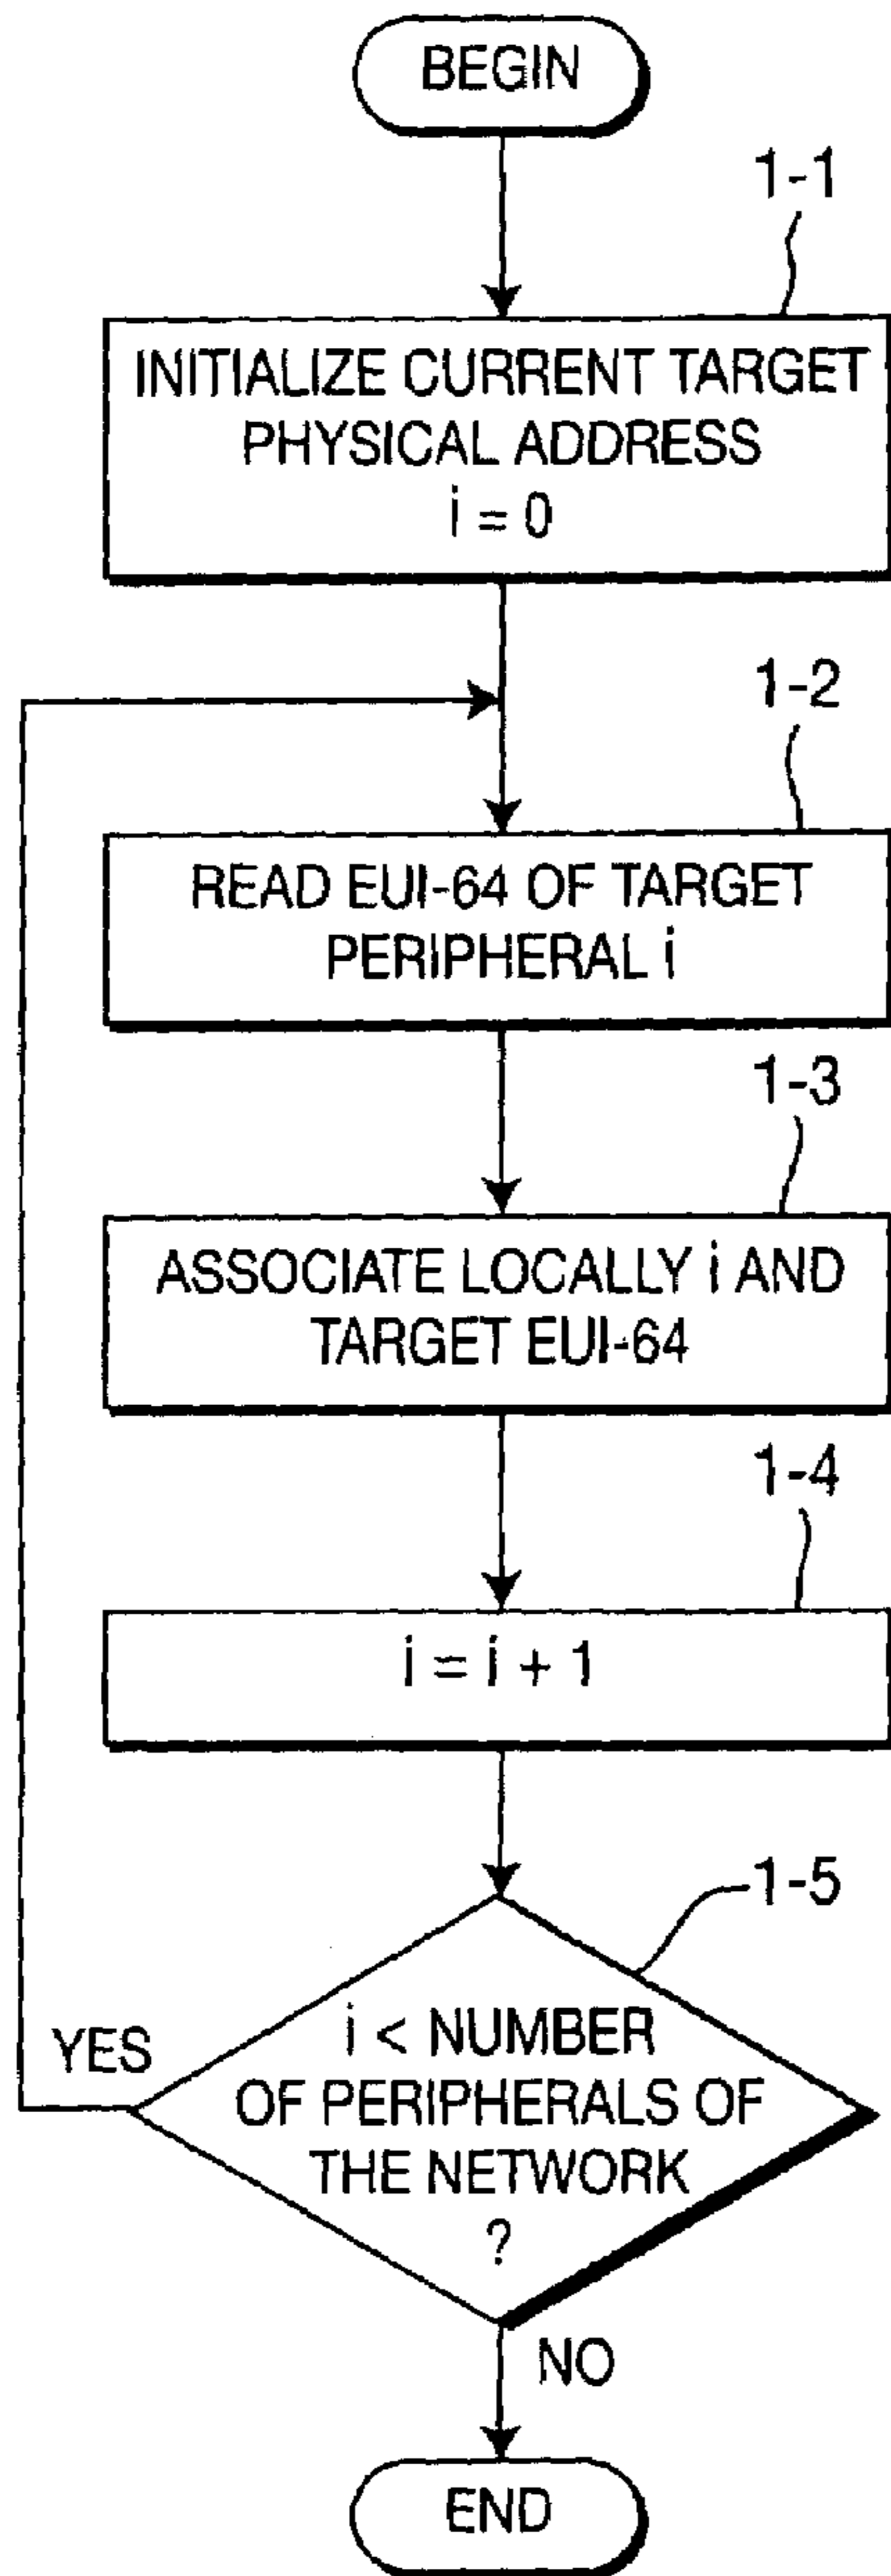 BEGIN
1-1
INITIALIZE CURRENT TARGET
PHYSICAL ADDRESS
i = 0
1-2
READ EUI-64 OF TARGET
PERIPHERAL i
1-3
ASSOCIATE LOCALLY i AND
TARGET EUI-64
1-4
i = i + 1
1-5
i < NUMBER
OF PERIPHERALS OF
THE NETWORK
?
YES
NO
END